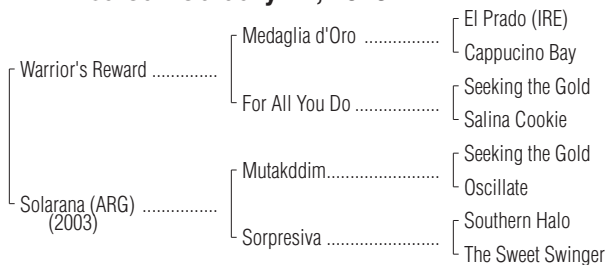 El Prado (IRE)
Medaglia d'Oro ..................
Cappucino Bay
Warrior's Reward ..............
Seeking the Gold
For All You Do ....................
Salina Cookie
Seeking the Gold
Mutakddim..........................
Oscillate
Solarana (ARG) ................
(2003)
Southern Halo
Sorpresiva ..........................
The Sweet Swinger